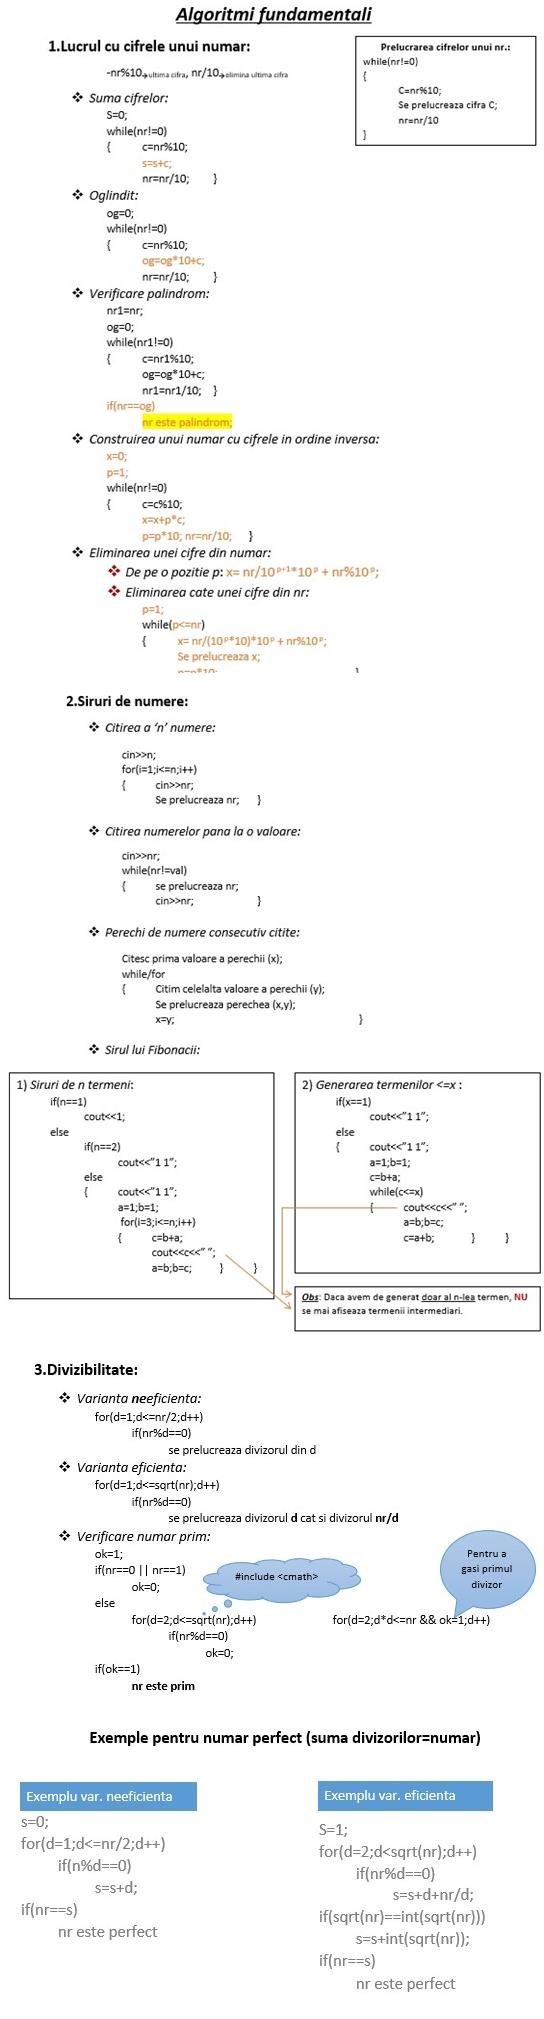 Algoritmi fundamentali
1.Lucrul cu cifrele unui numar:
-nr%10→ultima cifra, nr/10→elimina ultima cifra
Prelucrarea cifrelor unui nr.:
while(nr!=0)
{
C=nr%10;
Se prelucreaza cifra C;
nr=nr/10
}
❖ Suma cifrelor:
S=0;
while(nr!=0)
{ c=nr%10;
s=s+c;
nr=nr/10; }
❖ Oglindit:
og=0;
while(nr!=0)
{ c=nr%10;
og=og*10+c;
nr=nr/10; }
❖ Verificare palindrom:
nr1=nr;
og=0;
while(nr1!=0)
{ c=nr1%10;
og=og*10+c;
nr1=nr1/10; }
if(nr==og)
nr este palindrom;
❖ Construirea unui numar cu cifrele in ordine inversa:
x=0;
p=1;
while(nr!=0)
{ c=c%10;
x=x+p*c;
p=p*10; nr=nr/10; }
❖ Eliminarea unei cifre din numar:
❖ De pe o pozitie p: x= nr/10^p+1*10^p + nr%10^p;
❖ Eliminarea cate unei cifre din nr:
p=1;
while(p<=nr)
{ x= nr/(10^p*10)*10^p + nr%10^p;
Se prelucreaza x;
p=p*10; }
2.Siruri de numere:
❖ Citirea a ‘n’ numere:
cin>>n;
for(i=1;i<=n;i++)
{ cin>>nr;
Se prelucreaza nr; }
❖ Citirea numerelor pana la o valoare:
cin>>nr;
while(nr!=val)
{ se prelucreaza nr;
cin>>nr; }
❖ Perechi de numere consecutiv citite:
Citesc prima valoare a perechii (x);
while/for
{ Citim celelalta valoare a perechii (y);
Se prelucreaza perechea (x,y);
x=y; }
❖ Sirul lui Fibonacii:
1) Siruri de n termeni:
if(n==1)
cout<<1;
else
if(n==2)
cout<<”1 1”;
else
{ cout<<”1 1”;
a=1;b=1;
for(i=3;i<=n;i++)
{ c=b+a;
cout<<c<<” ”;
a=b;b=c; } }
2) Generarea termenilor <=x :
if(x==1)
cout<<”1 1”;
else
{ cout<<”1 1”;
a=1;b=1;
c=b+a;
while(c<=x)
{ cout<<c<<” ”;
a=b;b=c;
c=a+b; } }
Obs: Daca avem de generat doar al n-lea termen, NU
se mai afiseaza termenii intermediari.
3.Divizibilitate:
❖ Varianta neeficienta:
for(d=1;d<=nr/2;d++)
if(nr%d==0)
se prelucreaza divizorul din d
❖ Varianta eficienta:
for(d=1;d<=sqrt(nr);d++)
if(nr%d==0)
se prelucreaza divizorul d cat si divizorul nr/d
❖ Verificare numar prim:
ok=1;
if(nr==0 || nr==1)
ok=0;
else
for(d=2;d<=sqrt(nr);d++)
if(nr%d==0)
ok=0;
if(ok==1)
nr este prim
#include <cmath>
Pentru a
gasi primul
divizor
for(d=2;d*d<=nr && ok=1;d++)
Exemple pentru numar perfect (suma divizorilor=numar)
Exemplu var. neeficienta
s=0;
for(d=1;d<=nr/2;d++)
if(n%d==0)
s=s+d;
if(nr==s)
nr este perfect
Exemplu var. eficienta
S=1;
for(d=2;d<sqrt(nr);d++)
if(nr%d==0)
s=s+d+nr/d;
if(sqrt(nr)==int(sqrt(nr)))
s=s+int(sqrt(nr));
if(nr==s)
nr este perfect